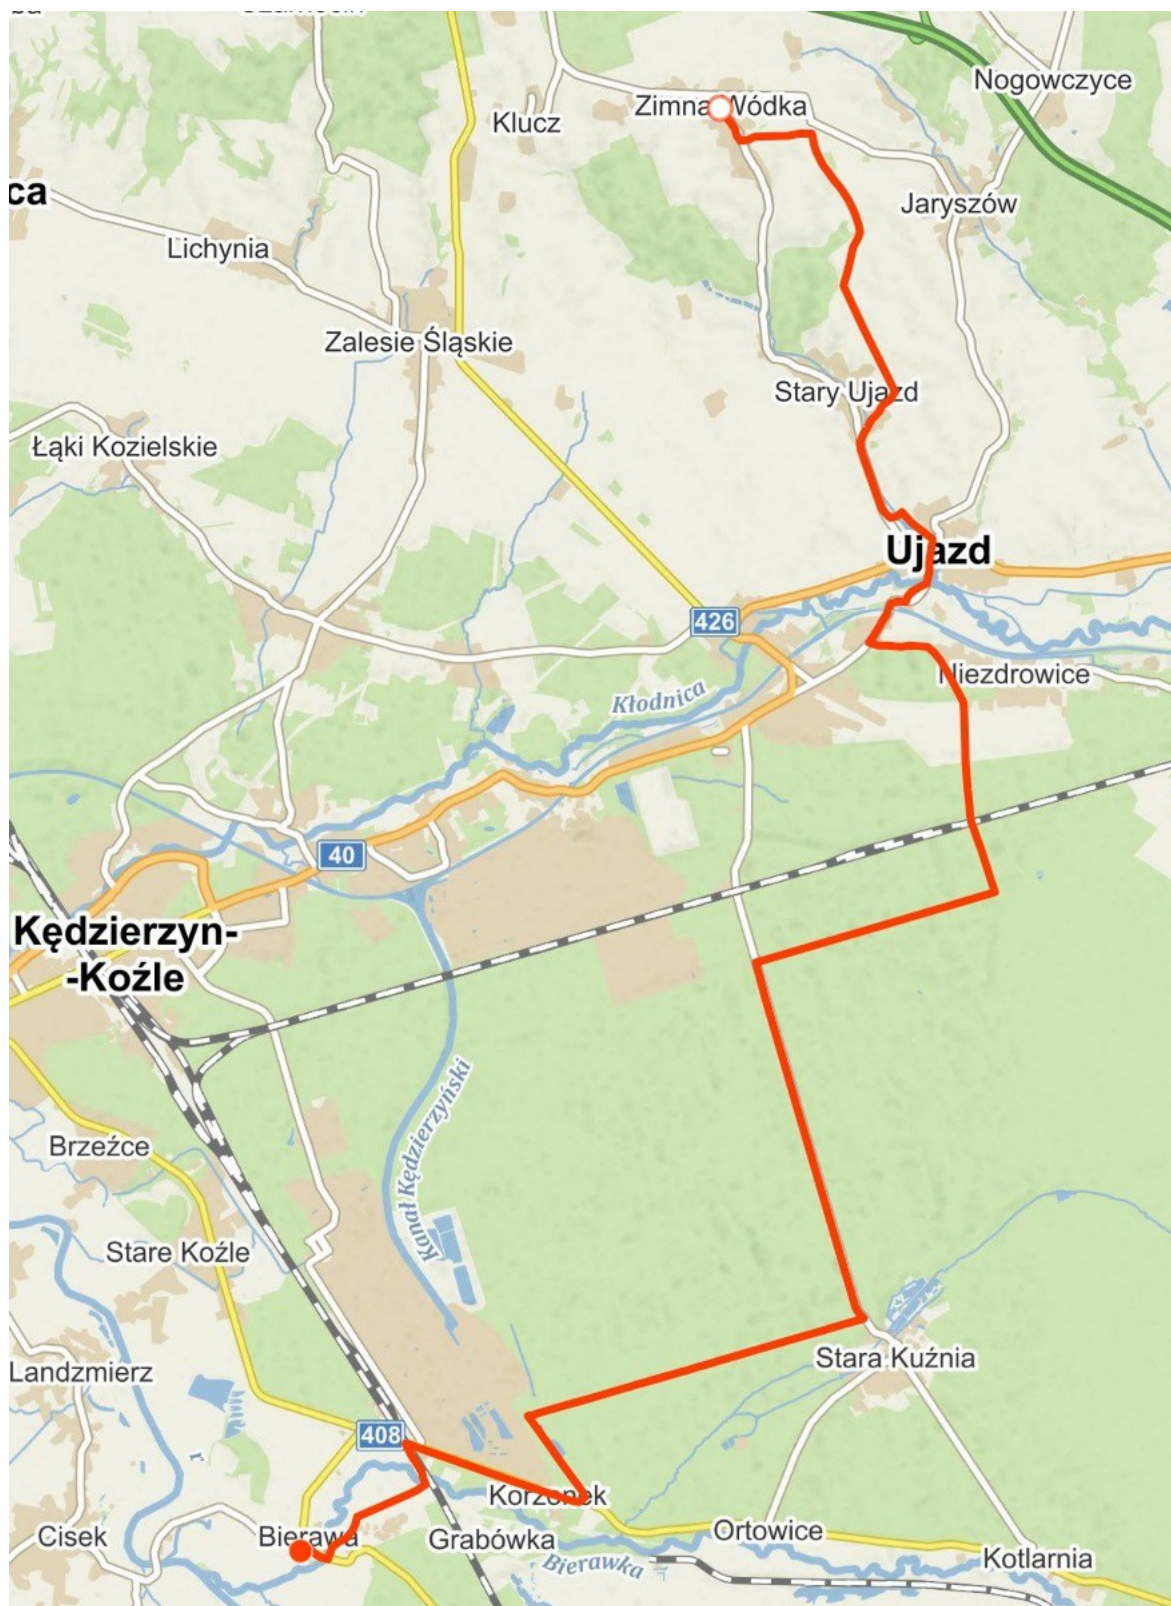 Nogowczyce
Zimna Wódka
Klucz
ca
Jaryszów
Lichynia
Zalesie Śląskie
Stary Ujazd
Łąki Kozielskie
Ujazd
426
Niezdrowice
Kłodnica
40
Kędzierzyn-
-Koźle
Kanał Kędzierzyński
Brzeźce
Stare Koźle
Stara Kuźnia
Landzmierz
408
r
Korzonek
Cisek
Bierawa
Grabówka
Ortowice
Bierawka
Kotlarnia